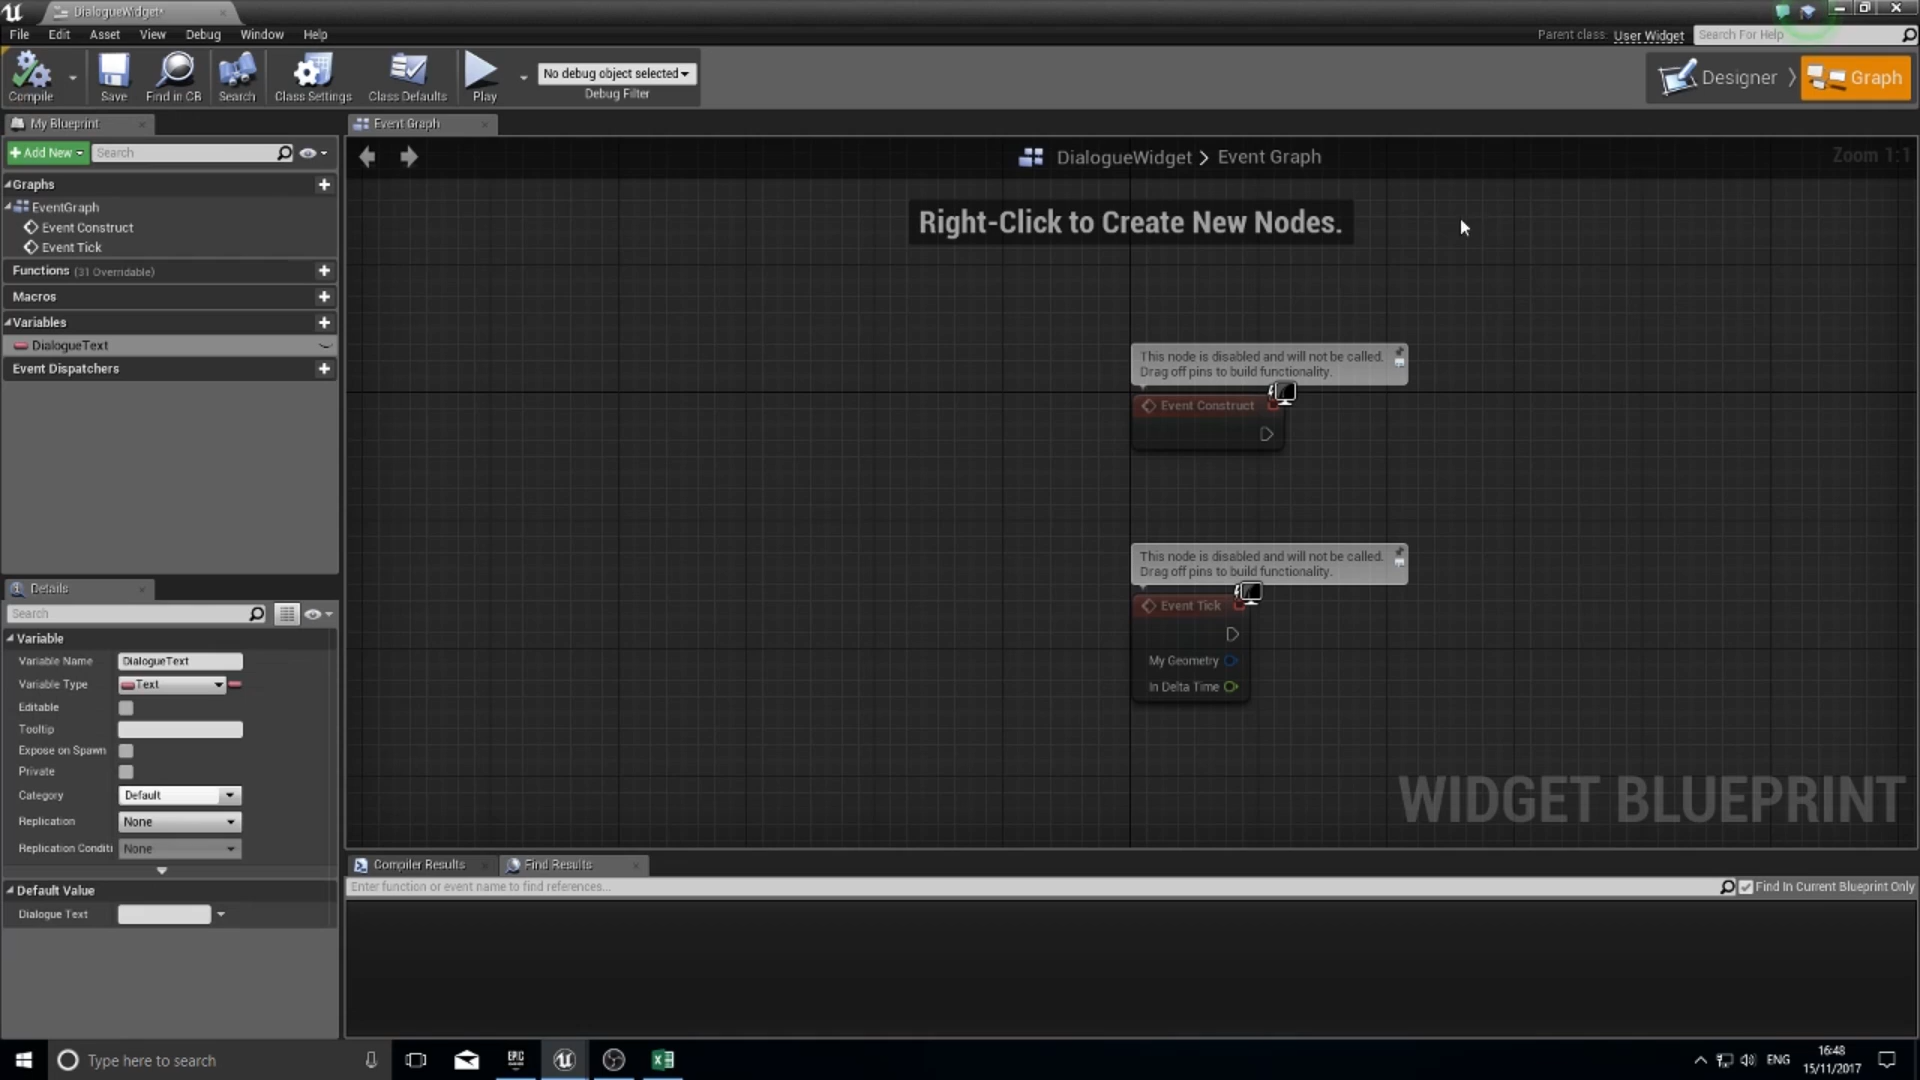 DialogueWidget*
File Edit Asset View Debug Window Help
Parent class: User Widget Search For Help
Compile Save Find in CB Search Class Settings Class Defaults Play
No debug object selected
Debug Filter
Designer Graph
My Blueprint
Event Graph
Add New Search
DialogueWidget > Event Graph
Zoom 1:1
Graphs
EventGraph
Event Construct
Event Tick
Functions (31 Overridable)
Macros
Variables
DialogueText
Event Dispatchers
Right-Click to Create New Nodes.
This node is disabled and will not be called.
Drag off pins to build functionality.
Event Construct
This node is disabled and will not be called.
Drag off pins to build functionality.
Event Tick
My Geometry
In Delta Time
WIDGET BLUEPRINT
Details
Search
Variable
Variable Name DialogueText
Variable Type Text
Editable
Tooltip
Expose on Spawn
Private
Category Default
Replication None
Replication Conditi None
Default Value
Dialogue Text
Compiler Results Find Results
Enter function or event name to find references...
Find In Current Blueprint Only
Type here to search
EPIC
ENG
16:48
15/11/2017